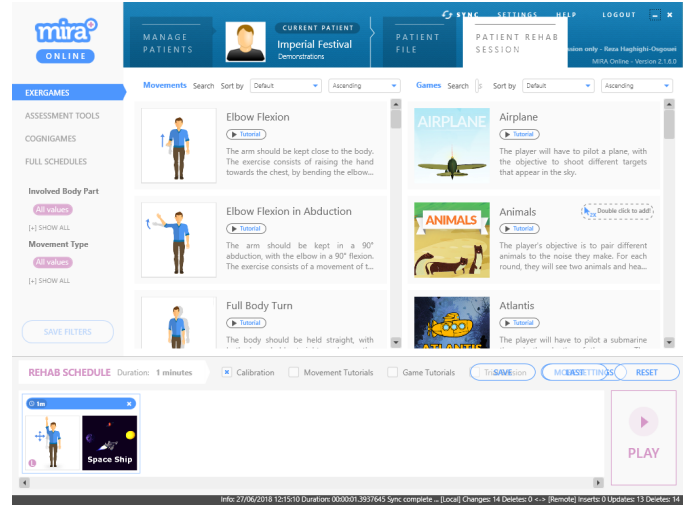 SYNC SETTINGS HELP LOGOUT
mira
ONLINE
MANAGE PATIENTS
CURRENT PATIENT
Imperial Festival
Demonstrations
PATIENT FILE
PATIENT REHAB SESSION
sion only - Reza Haghighi-Osgouei
MIRA Online - Version 2.1.6.0
EXERGAMES
ASSESSMENT TOOLS
COGNIGAMES
FULL SCHEDULES
Involved Body Part
All values
[+] SHOW ALL
Movement Type
All values
[+] SHOW ALL
SAVE FILTERS
Movements Search Sort by Default Ascending
Elbow Flexion
Tutorial
The arm should be kept close to the body.
The exercise consists of raising the hand
towards the chest, by bending the elbow...
Elbow Flexion in Abduction
Tutorial
The arm should be kept in a 90°
abduction, with the elbow in a 90° flexion.
The exercise consists of a movement of t...
Full Body Turn
Tutorial
The body should be held straight, with
Games Search Sort by Default Ascending
AIRPLANE
Airplane
Tutorial
The player will have to pilot a plane, with
the objective to shoot different targets
that appear in the sky.
ANIMALS
Animals
2x Double click to add!
Tutorial
The player's objective is to pair different
animals to the noise they make. For each
round, they will see two animals and hea...
ATLANTIS
Atlantis
Tutorial
The player will have to pilot a submarine
REHAB SCHEDULE Duration: 1 minutes
Calibration Movement Tutorials Game Tutorials
SAVE LAST RESET
1m
L
Space Ship
PLAY
Info: 27/06/2018 12:15:10 Duration: 00:00:01.3937645 Sync complete ... [Local] Changes: 14 Deletes: 0 <-> [Remote] Inserts: 0 Updates: 13 Deletes: 14